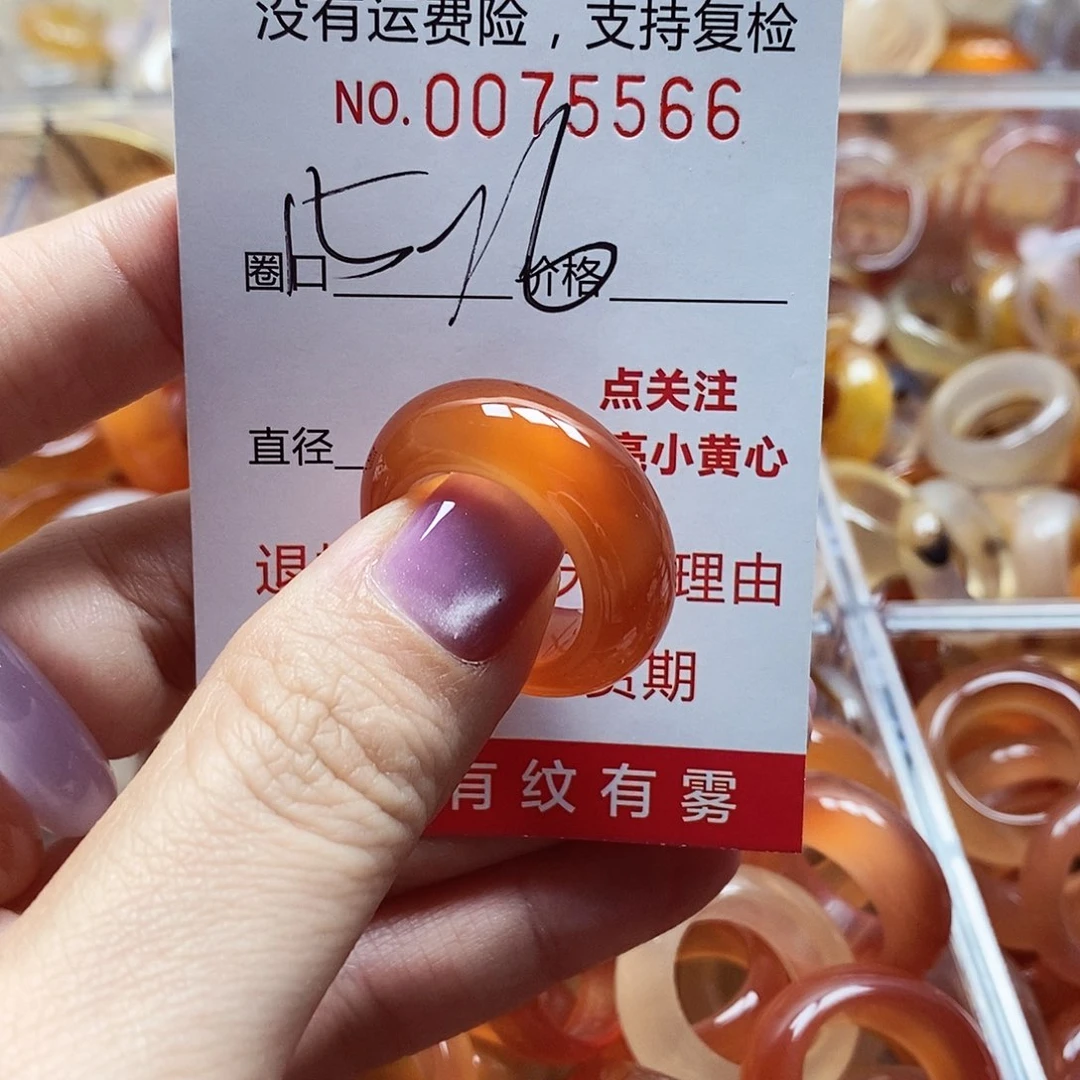 没有运费险，支持复检
NO. 0075566
圈口 价格
点关注
直径 小黄心
退 理由
期
有纹有雾